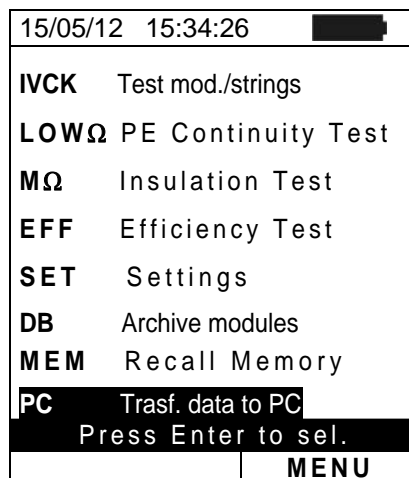 15/05/12 15:34:26
IVCK Test mod./strings
LOWΩ PE Continuity Test
MΩ Insulation Test
EFF Efficiency Test
SET Settings
DB Archive modules
MEM Recall Memory
PC Trasf. data to PC
Press Enter to sel.
MENU